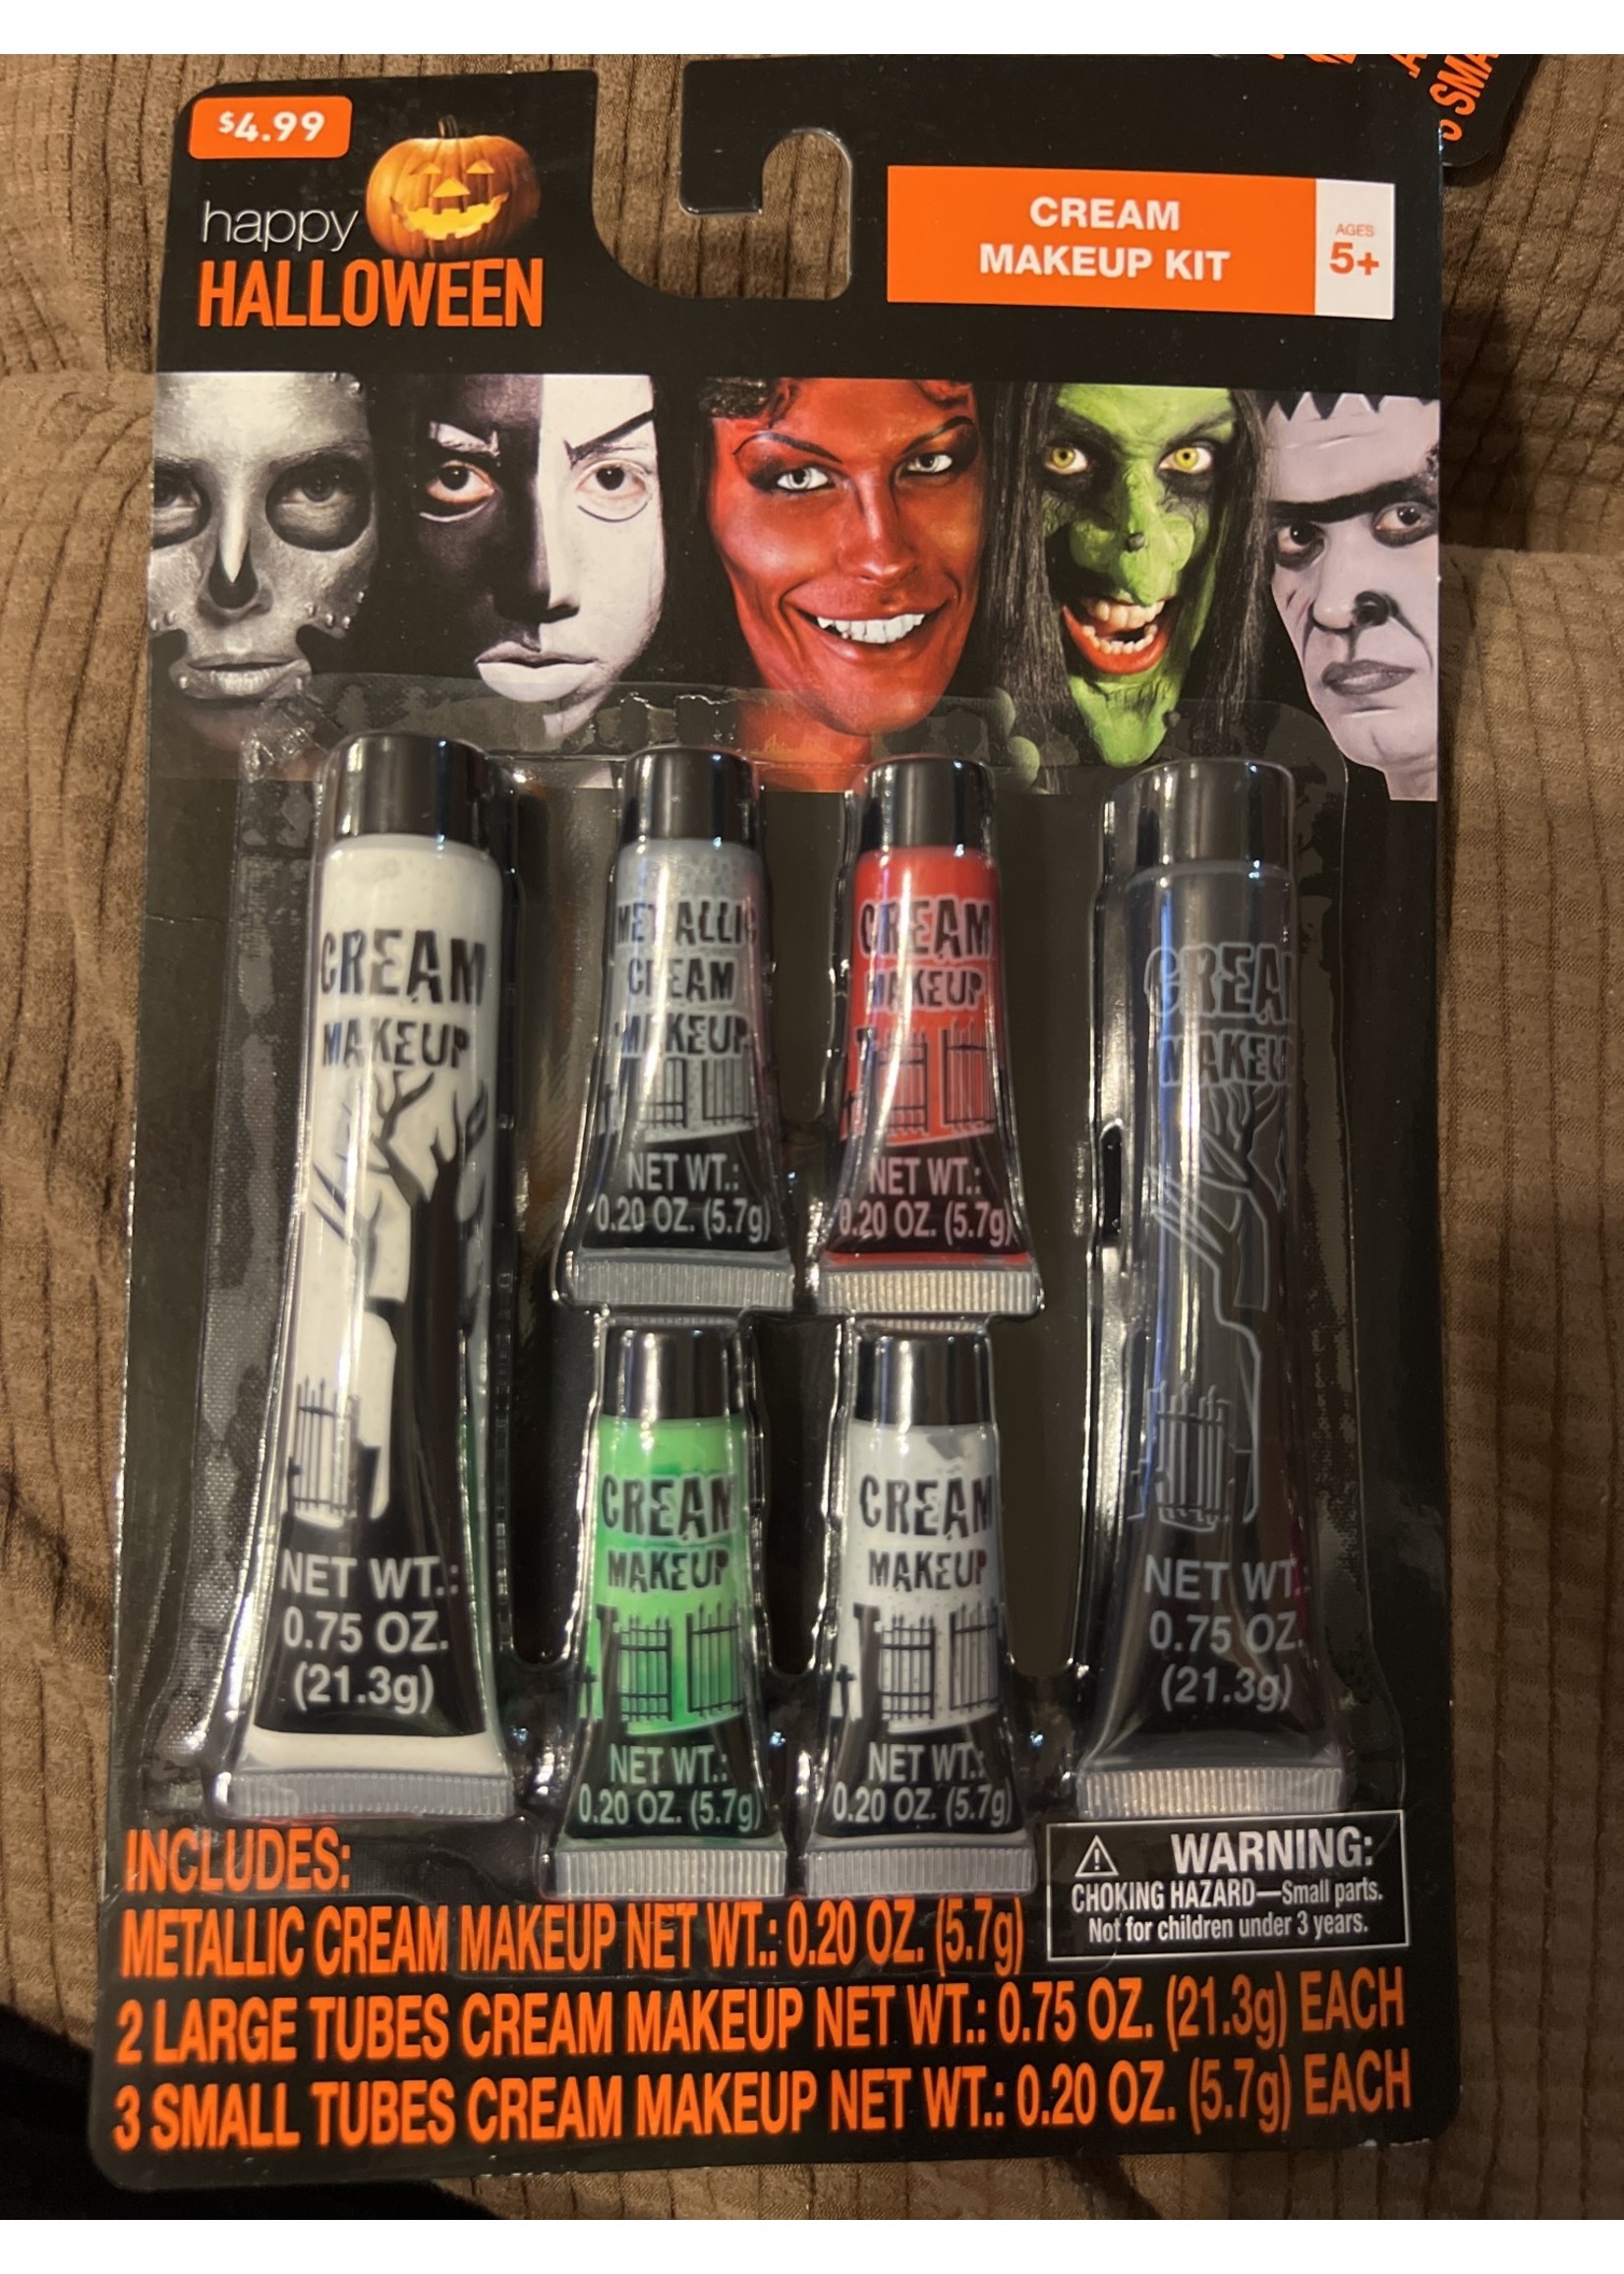 $4.99
happy
HALLOWEEN
CREAM
MAKEUP KIT
AGES
5+
S SMA
CREAM
MAKEUP
NET WT.:
0.75 OZ.
(21.3g)
METALLIC
CREAM
MAKEUP
NET WT.:
0.20 OZ. (5.7g)
CREAM
MAKEUP
NET WT.:
0.20 OZ. (5.7g)
CREAM
MAKEUP
NET WT.:
0.75 OZ.
(21.3g)
CREAM
MAKEUP
NET WT.:
0.20 OZ. (5.7g)
CREAM
MAKEUP
NET WT.:
0.20 OZ. (5.7g)
INCLUDES:
METALLIC CREAM MAKEUP NET WT.: 0.20 OZ. (5.7g)
2 LARGE TUBES CREAM MAKEUP NET WT.: 0.75 OZ. (21.3g) EACH
3 SMALL TUBES CREAM MAKEUP NET WT.: 0.20 OZ. (5.7g) EACH
WARNING:
CHOKING HAZARD—Small parts.
Not for children under 3 years.